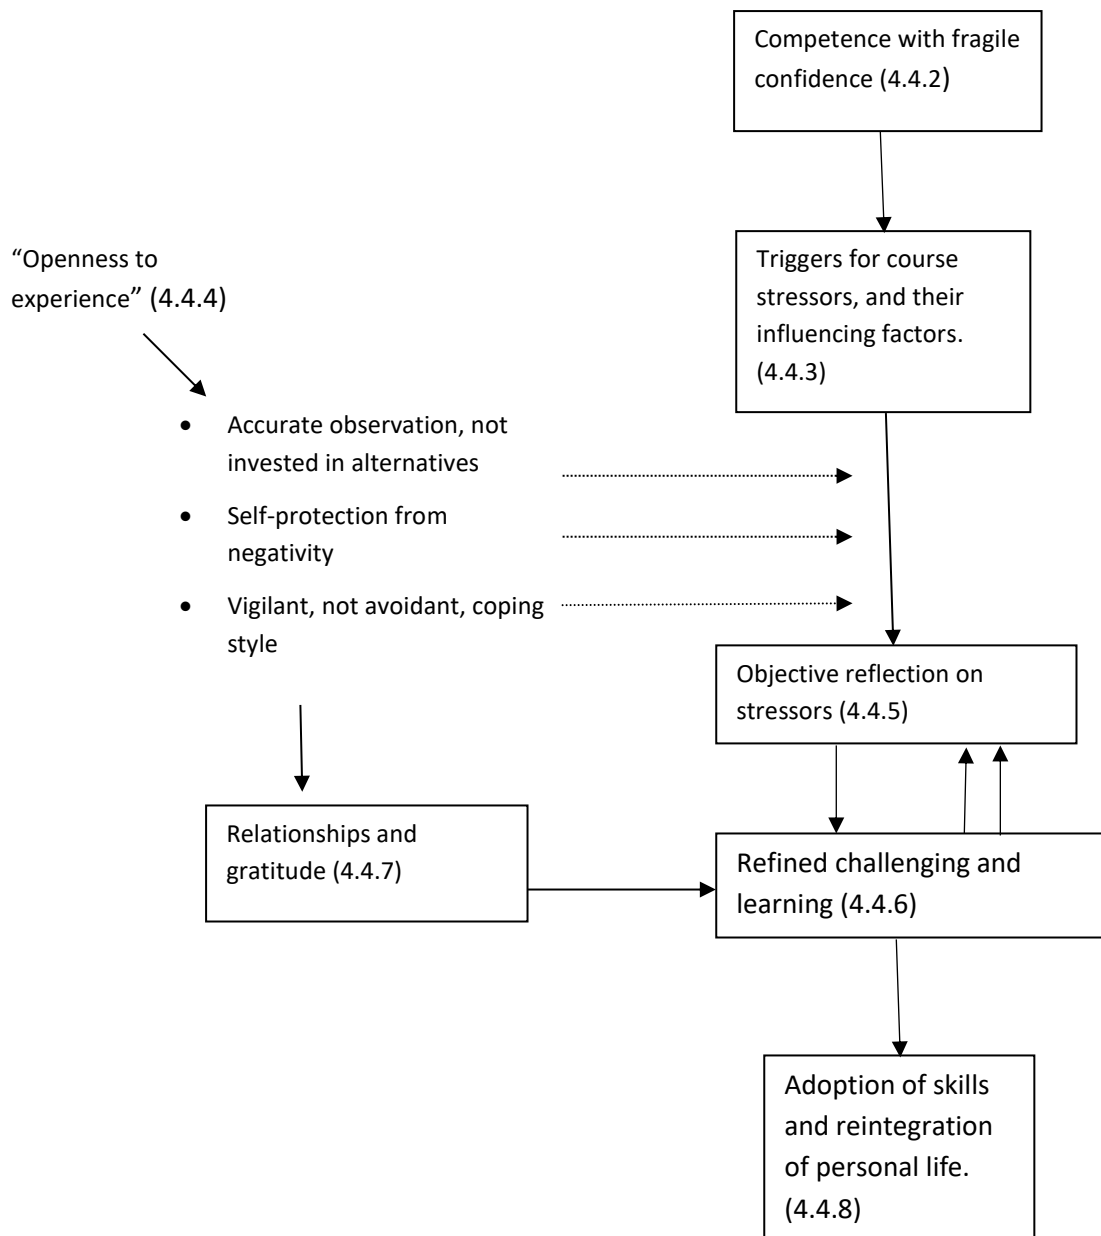 Competence with fragile
confidence (4.4.2)
“Openness to
experience” (4.4.4)
Triggers for course
stressors, and their
influencing factors.
(4.4.3)
• Accurate observation, not
invested in alternatives
• Self-protection from
negativity
• Vigilant, not avoidant, coping
style
Objective reflection on
stressors (4.4.5)
Relationships and
gratitude (4.4.7)
Refined challenging and
learning (4.4.6)
Adoption of skills
and reintegration
of personal life.
(4.4.8)